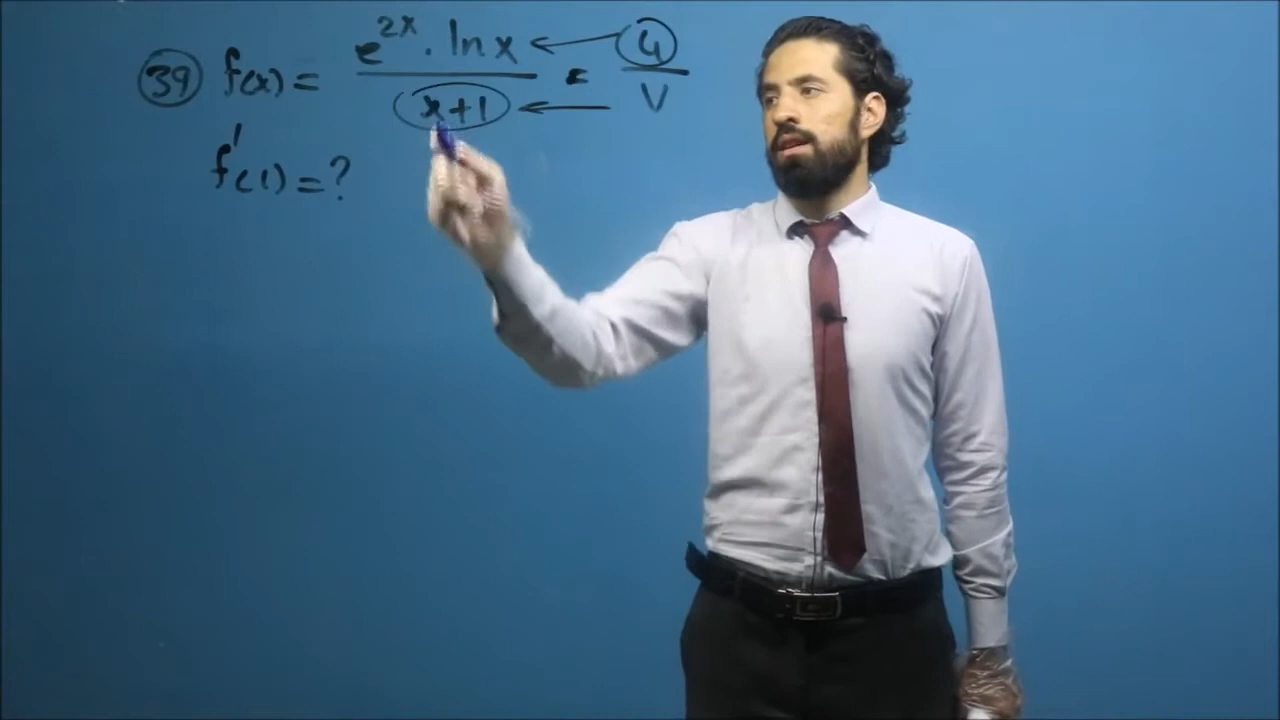 39 f(x) = e^{2x} · ln x / x+1 ← = u / v
f'(1) = ?